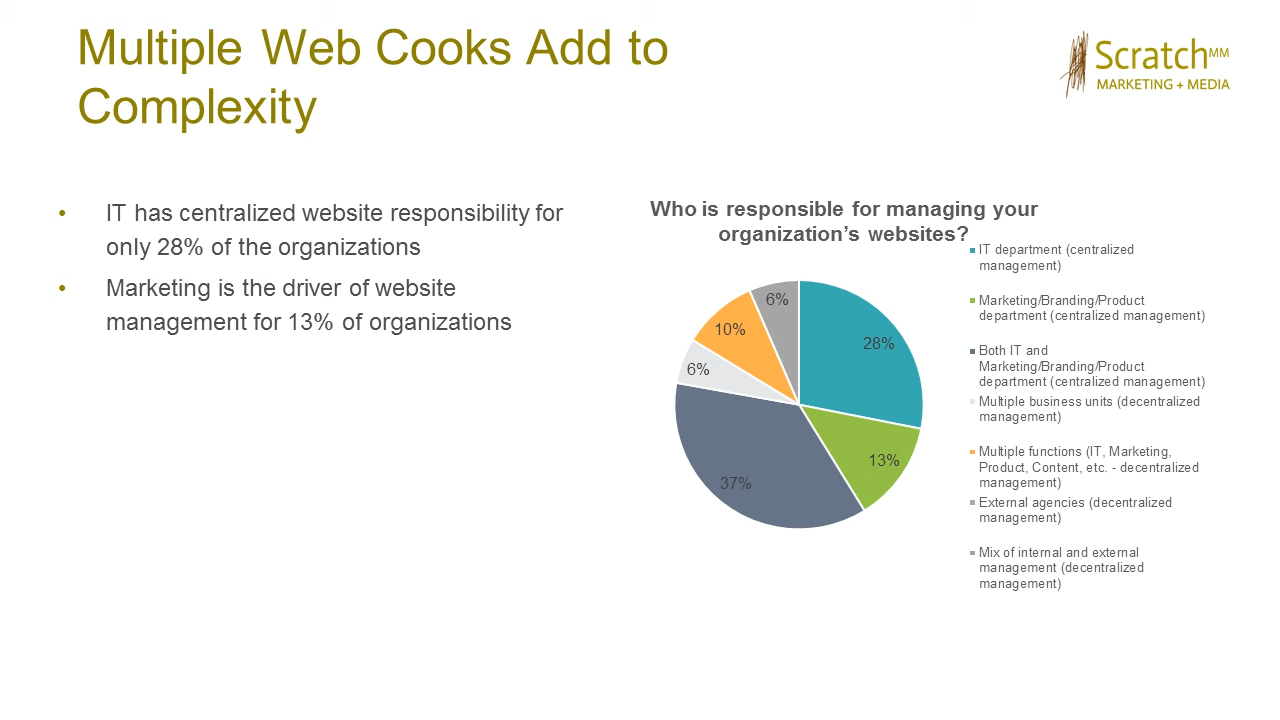 Multiple Web Cooks Add to
Complexity
Scratch MM
MARKETING + MEDIA
• IT has centralized website responsibility for
only 28% of the organizations
• Marketing is the driver of website
management for 13% of organizations
Who is responsible for managing your
organization’s websites?
28%
13%
37%
6%
10%
6%
IT department (centralized
management)
Marketing/Branding/Product
department (centralized management)
Both IT and
Marketing/Branding/Product
department (centralized management)
Multiple business units (decentralized
management)
Multiple functions (IT, Marketing,
Product, Content, etc. - decentralized
management)
External agencies (decentralized
management)
Mix of internal and external
management (decentralized
management)